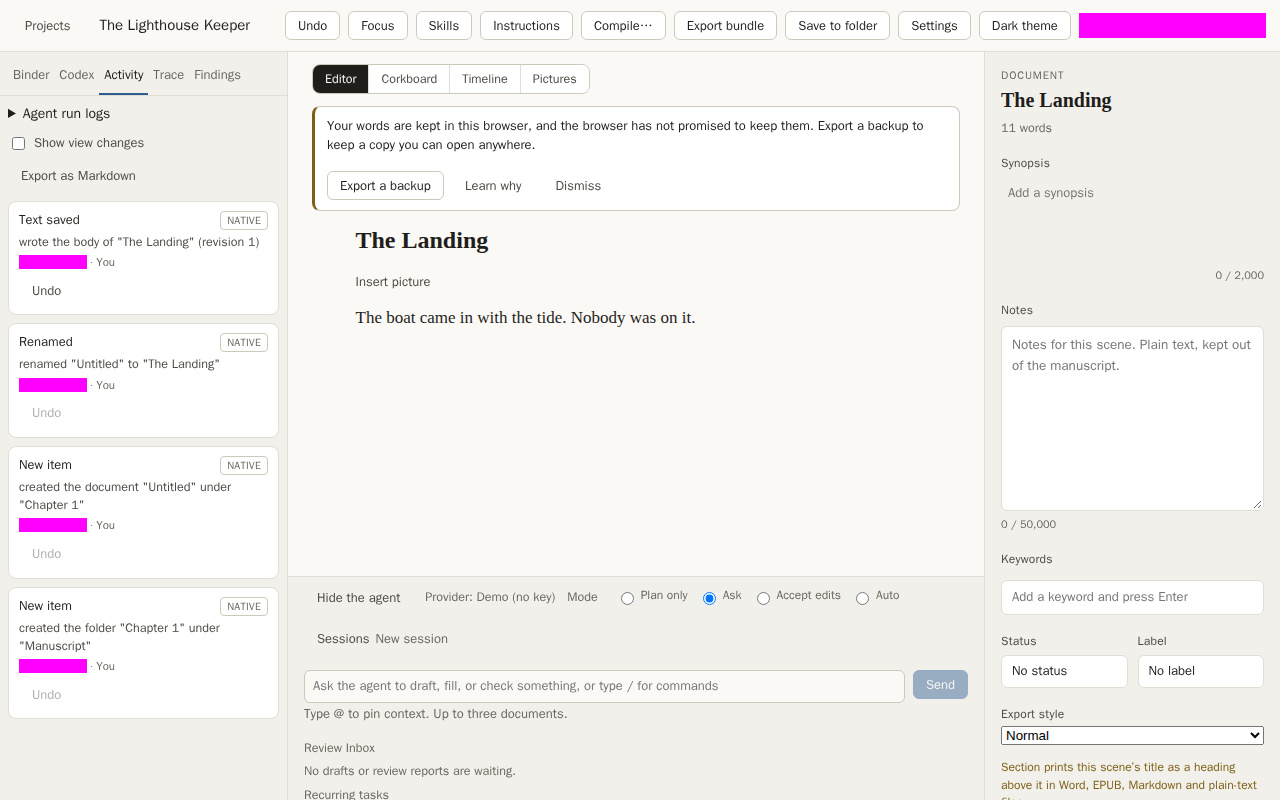 Projects The Lighthouse Keeper Undo Focus Skills Instructions Compile··· Export bundle Save to folder Settings Dark theme
Binder Codex Activity Trace Findings
▶ Agent run logs
Show view changes
Export as Markdown
Text saved NATIVE
wrote the body of "The Landing" (revision 1)
· You
Undo
Renamed NATIVE
renamed "Untitled" to "The Landing"
· You
Undo
New item NATIVE
created the document "Untitled" under
"Chapter 1"
· You
Undo
New item NATIVE
created the folder "Chapter 1" under
"Manuscript"
· You
Undo
Editor Corkboard Timeline Pictures
Your words are kept in this browser, and the browser has not promised to keep them. Export a backup to
keep a copy you can open anywhere.
Export a backup Learn why Dismiss
The Landing
Insert picture
The boat came in with the tide. Nobody was on it.
Hide the agent Provider: Demo (no key) Mode Plan only Ask Accept edits Auto
Sessions New session
Ask the agent to draft, fill, or check something, or type / for commands Send
Type @ to pin context. Up to three documents.
Review Inbox
No drafts or review reports are waiting.
Recurring tasks
DOCUMENT
The Landing
11 words
Synopsis
Add a synopsis
0 / 2,000
Notes
Notes for this scene. Plain text, kept out
of the manuscript.
0 / 50,000
Keywords
Add a keyword and press Enter
Status Label
No status No label
Export style
Normal
Section prints this scene's title as a heading
above it in Word, EPUB, Markdown and plain-text